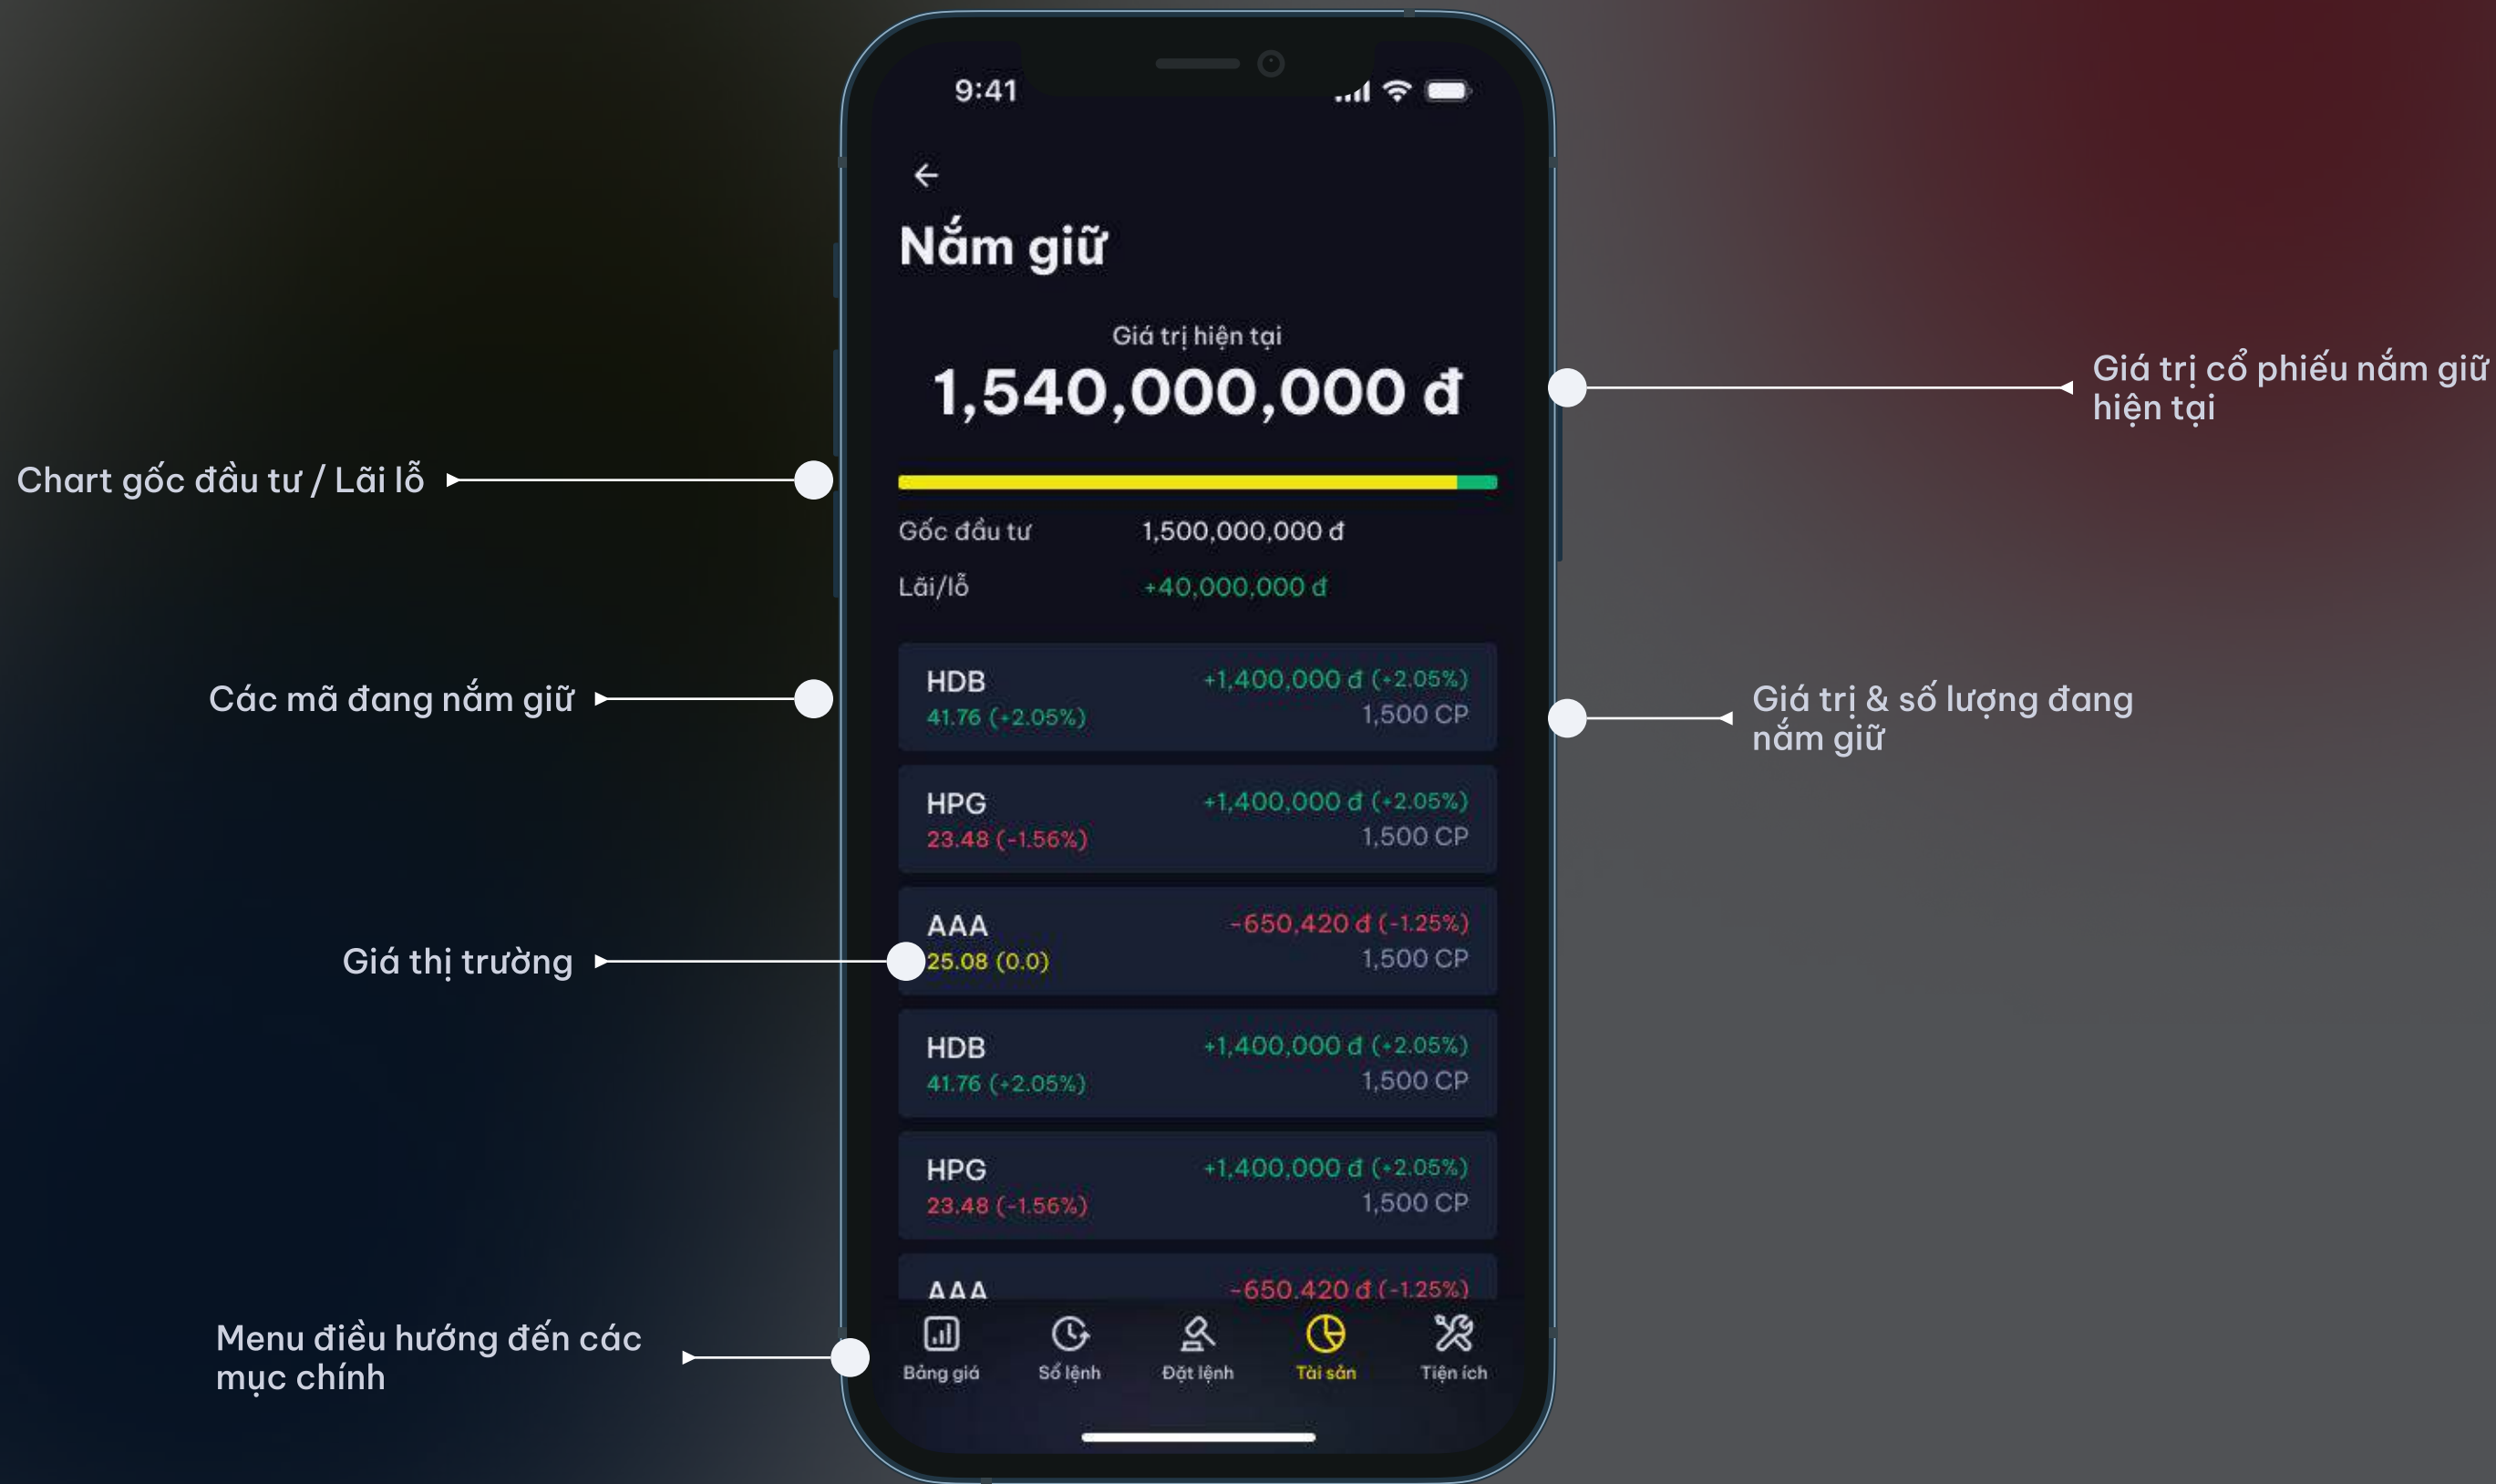 9:41
Nắm giữ
Giá trị hiện tại
1,540,000,000 đ
Giá trị cổ phiếu nắm giữ
hiện tại
Chart gốc đầu tư / Lãi lỗ
Gốc đầu tư 1,500,000,000 đ
Lãi/lỗ +40,000,000 đ
Các mã đang nắm giữ
HDB +1,400,000 đ (+2.05%)
41.76 (+2.05%) 1,500 CP
Giá trị & số lượng đang
nắm giữ
HPG +1,400,000 đ (+2.05%)
23.48 (-1.56%) 1,500 CP
AAA -650,420 đ (-1.25%)
25.08 (0.0) 1,500 CP
Giá thị trường
HDB +1,400,000 đ (+2.05%)
41.76 (+2.05%) 1,500 CP
HPG +1,400,000 đ (+2.05%)
23.48 (-1.56%) 1,500 CP
AAA -650,420 đ (-1.25%)
Menu điều hướng đến các
mục chính
Bảng giá Sổ lệnh Đặt lệnh Tài sản Tiện ích